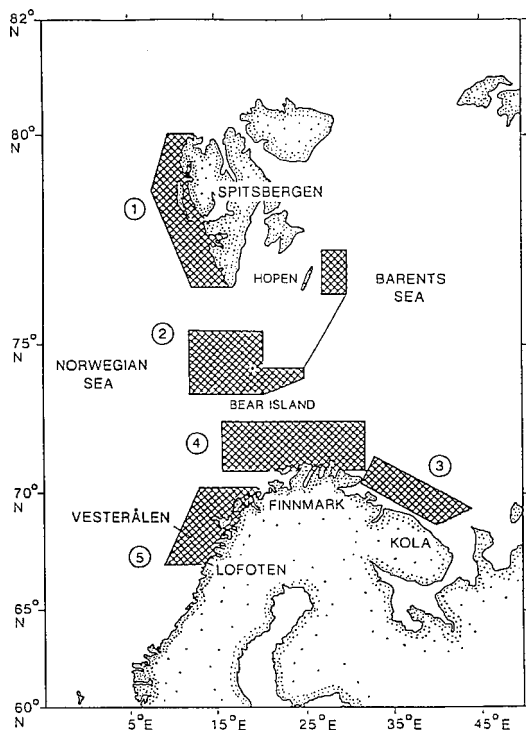 82°
N
80°
N
SPITSBERGEN
①
HOPEN
BARENTS
SEA
②
75°
N
NORWEGIAN
SEA
BEAR ISLAND
④
③
70°
N
FINNMARK
VESTERÅLEN
KOLA
⑤
LOFOTEN
65°
N
60°
N
5°E 15°E 25°E 35°E 45°E